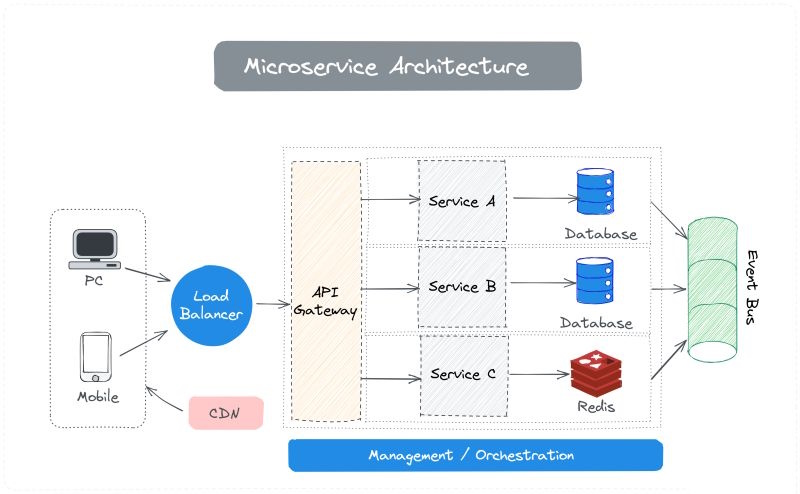 Microservice Architecture
PC
Mobile
Load
Balancer
CDN
API
Gateway
Service A
Database
Service B
Database
Service C
Redis
Event Bus
Management / Orchestration